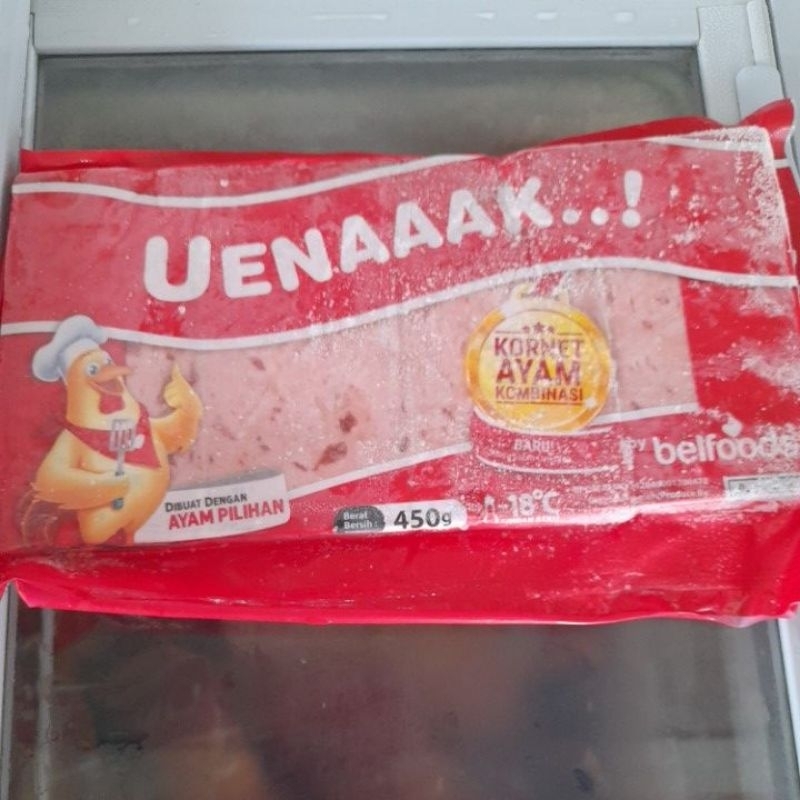 UENAAAK..!
KORNET
AYAM
KOMBINASI
BARU
by belfoods
DIBUAT DENGAN
AYAM PILIHAN
Berat
Bersih :
450g
-18°C